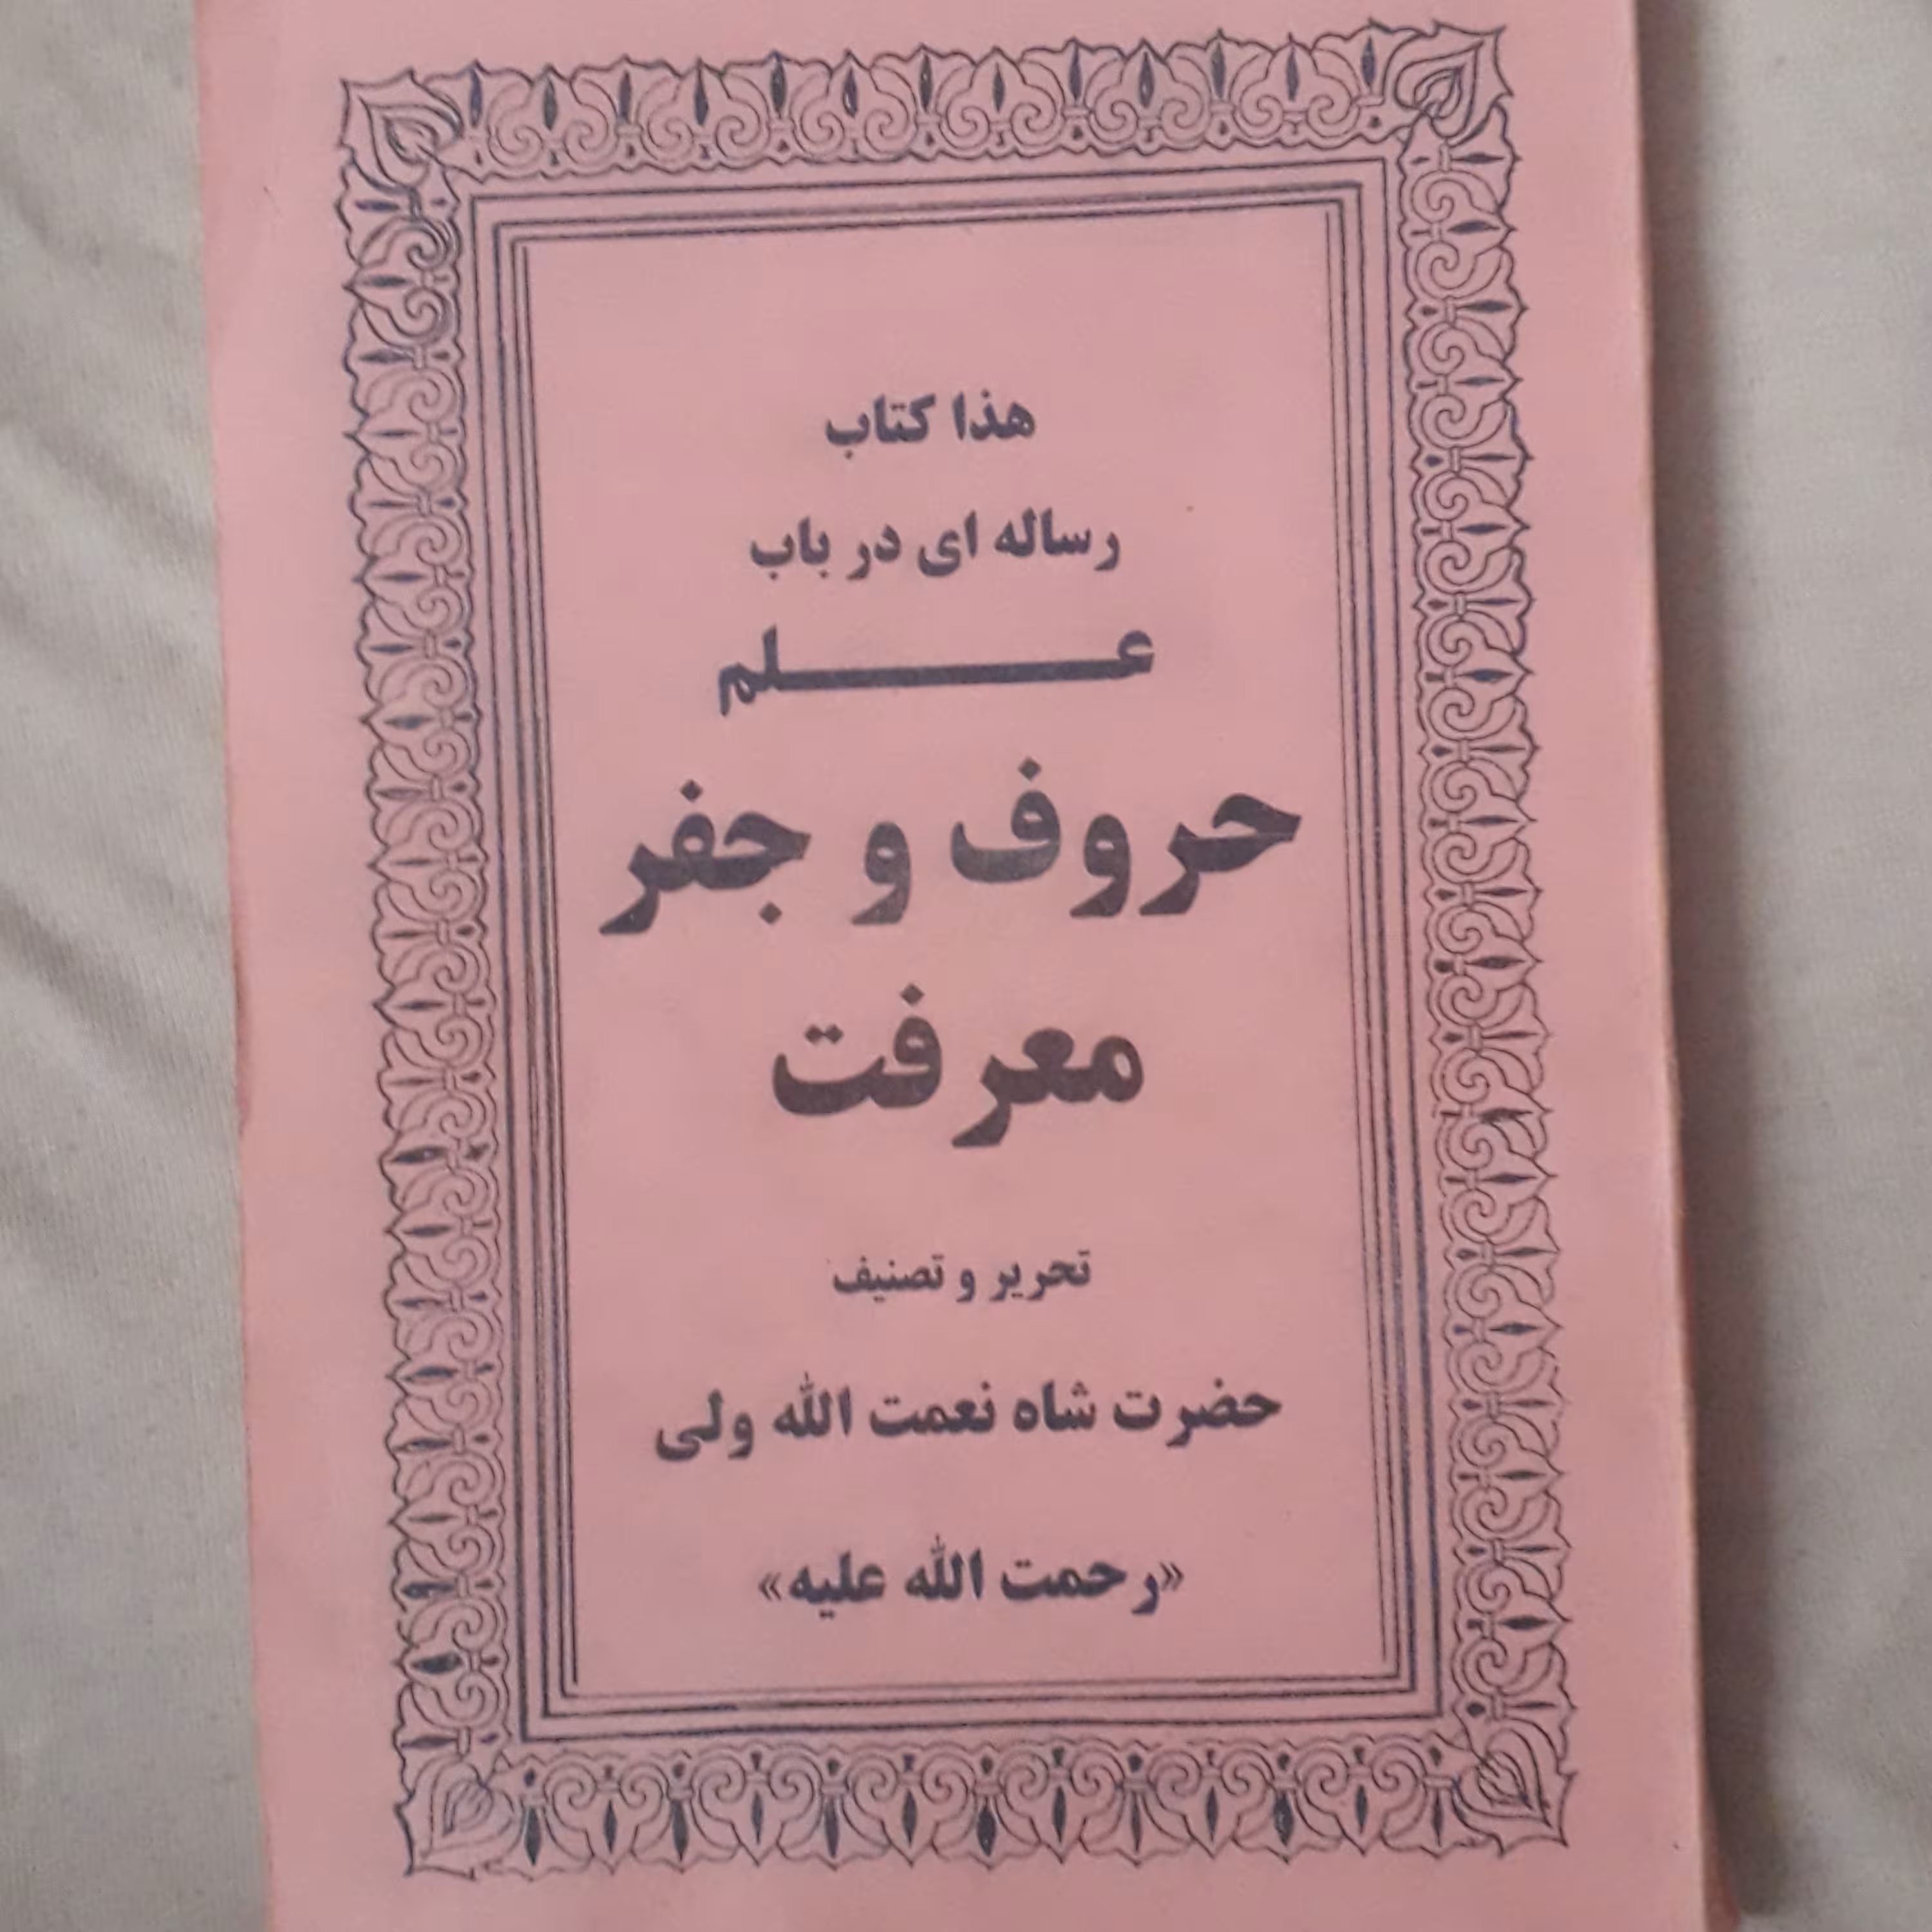 هذا کتاب
رساله ای در باب
عـــــــــلم
حروف و جفر
معرفت
تحریر و تصنیف
حضرت شاه نعمت الله ولی
«رحمت الله علیه»